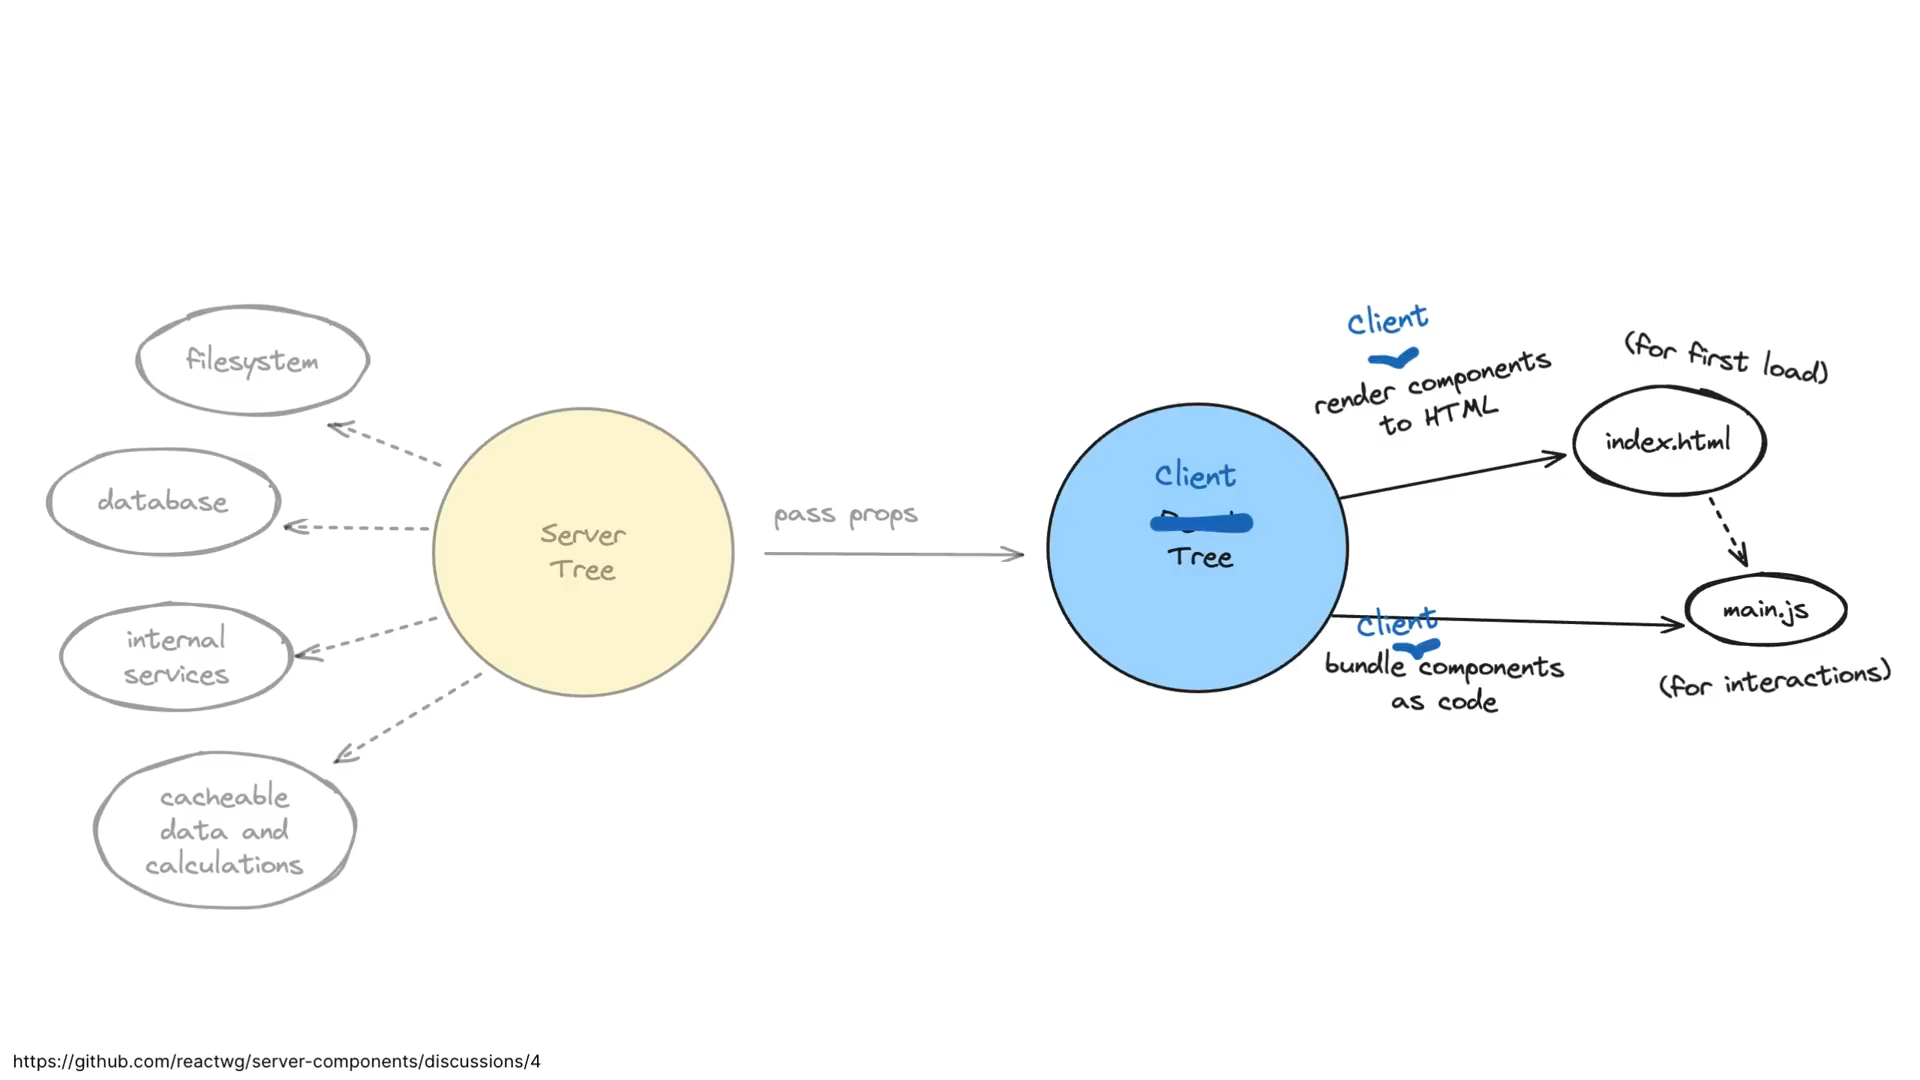 filesystem
database
internal
services
cacheable
data and
calculations
Server
Tree
pass props
Client
Tree
Client
render components
to HTML
Client
bundle components
as code
(for first load)
index.html
main.js
(for interactions)
https://github.com/reactwg/server-components/discussions/4